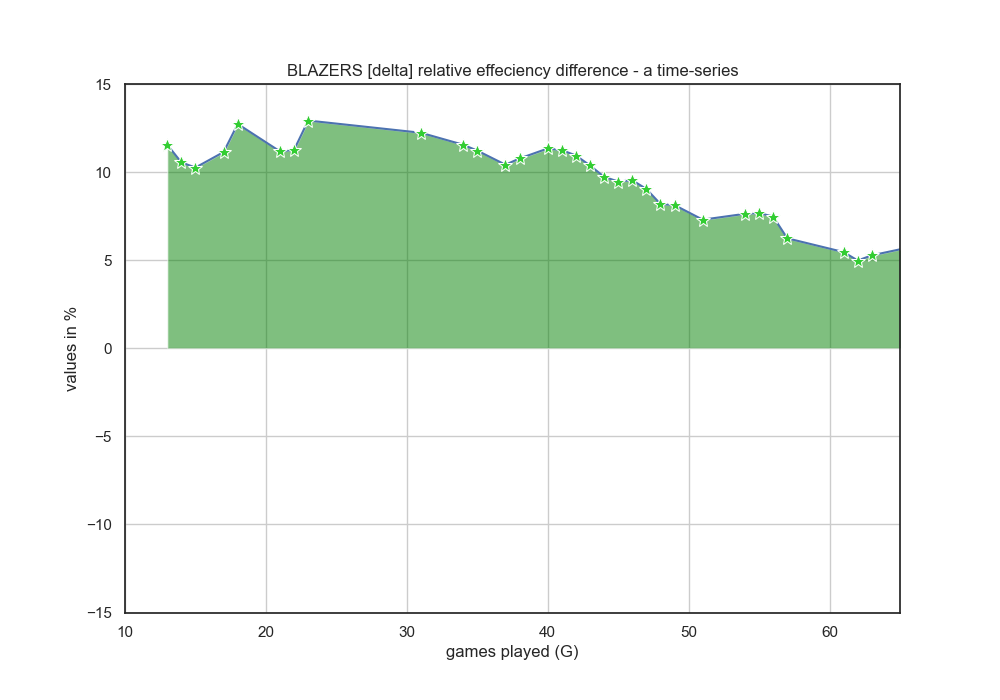 BLAZERS [delta] relative effeciency difference - a time-series
15
10
5
0
−5
−10
−15
values in %
10 20 30 40 50 60
games played (G)